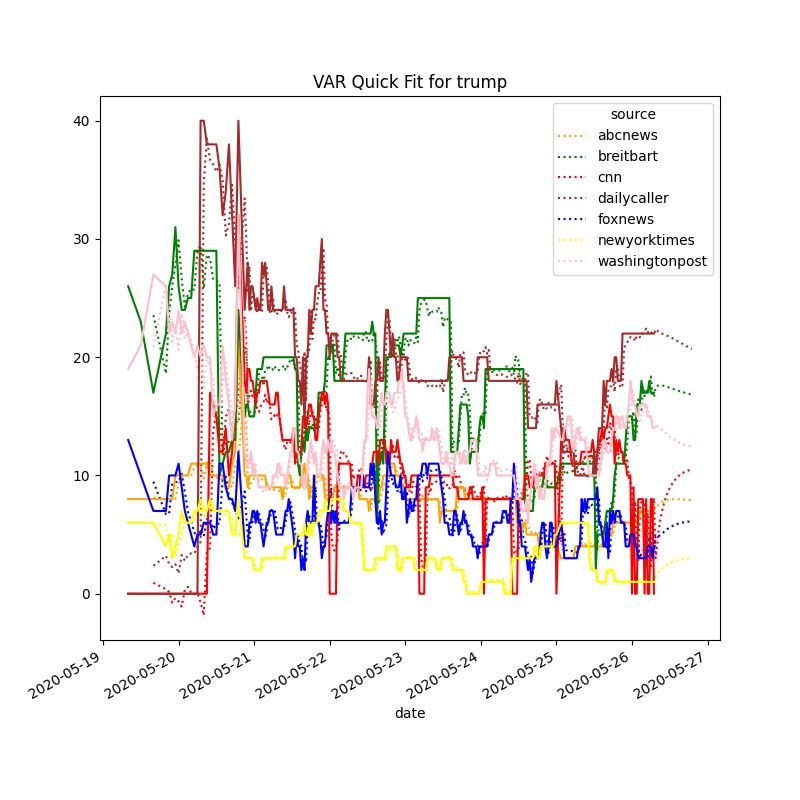 VAR Quick Fit for trump
source
abcnews
breitbart
cnn
dailycaller
foxnews
newyorktimes
washingtonpost
40
30
20
10
0
2020-05-19
2020-05-20
2020-05-21
2020-05-22
2020-05-23
2020-05-24
2020-05-25
2020-05-26
2020-05-27
date